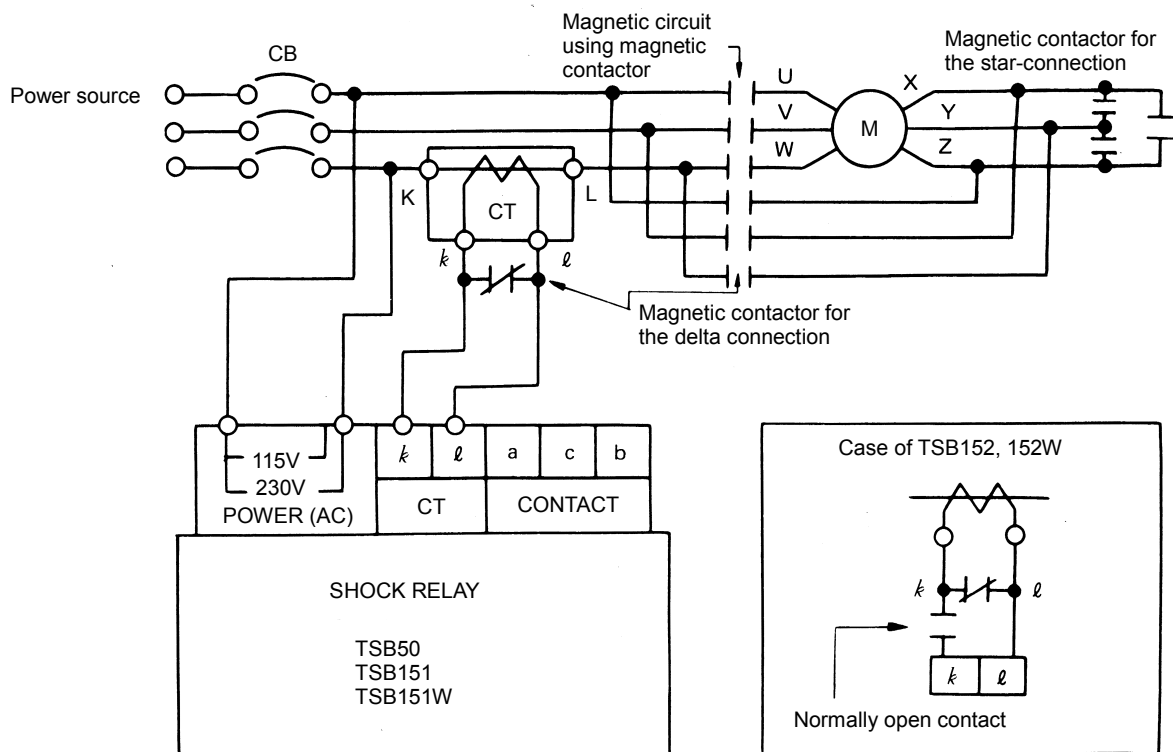 Magnetic circuit
using magnetic
contactor
Magnetic contactor for
the star-connection
CB
Power source
U
V
W
M
X
Y
Z
K
L
CT
k
ℓ
Magnetic contactor for
the delta connection
115V
230V
POWER (AC)
k
ℓ
a
c
b
CT
CONTACT
SHOCK RELAY
TSB50
TSB151
TSB151W
Case of TSB152, 152W
k
ℓ
k
ℓ
Normally open contact